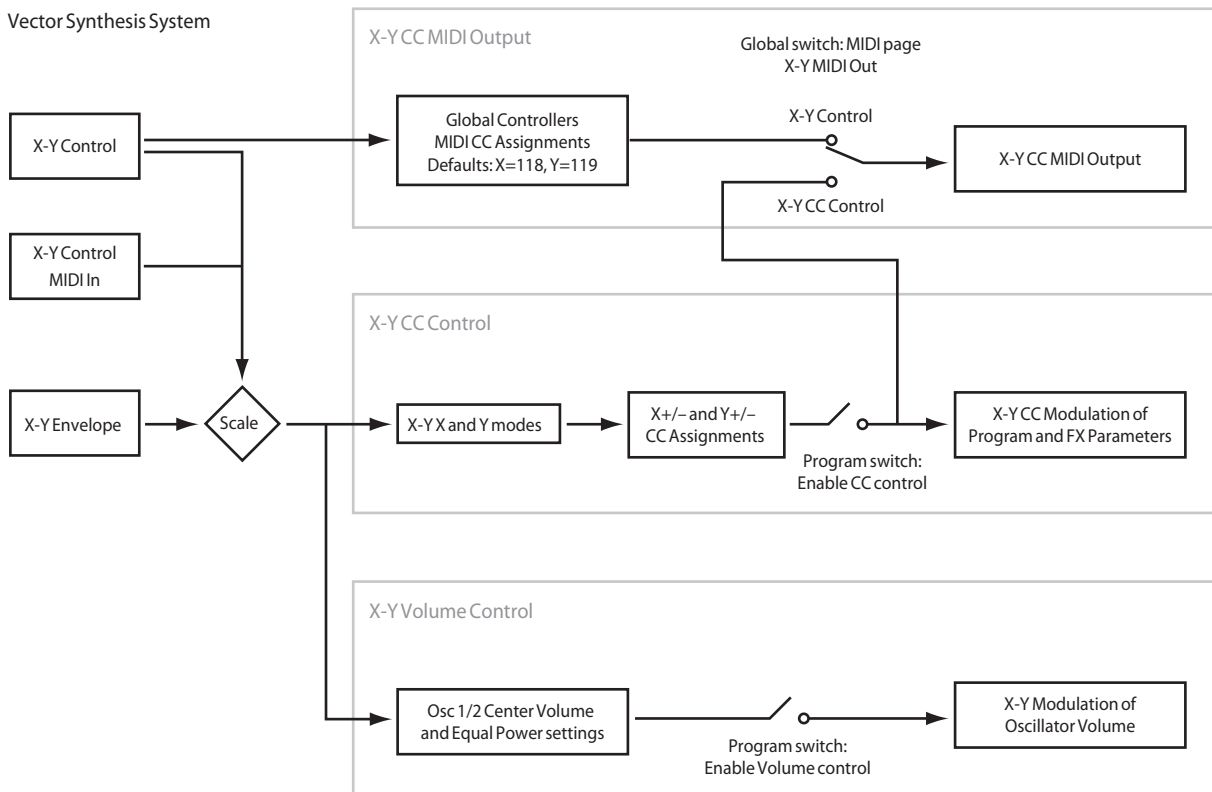 Vector Synthesis System
X-Y CC MIDI Output
Global switch: MIDI page
X-Y MIDI Out
X-Y Control
Global Controllers
MIDI CC Assignments
Defaults: X=118, Y=119
X-Y Control
X-Y CC Control
X-Y CC MIDI Output
X-Y Control
MIDI In
X-Y CC Control
X-Y Envelope
Scale
X-Y X and Y modes
X+/– and Y+/–
CC Assignments
Program switch:
Enable CC control
X-Y CC Modulation of
Program and FX Parameters
X-Y Volume Control
Osc 1/2 Center Volume
and Equal Power settings
Program switch:
Enable Volume control
X-Y Modulation of
Oscillator Volume